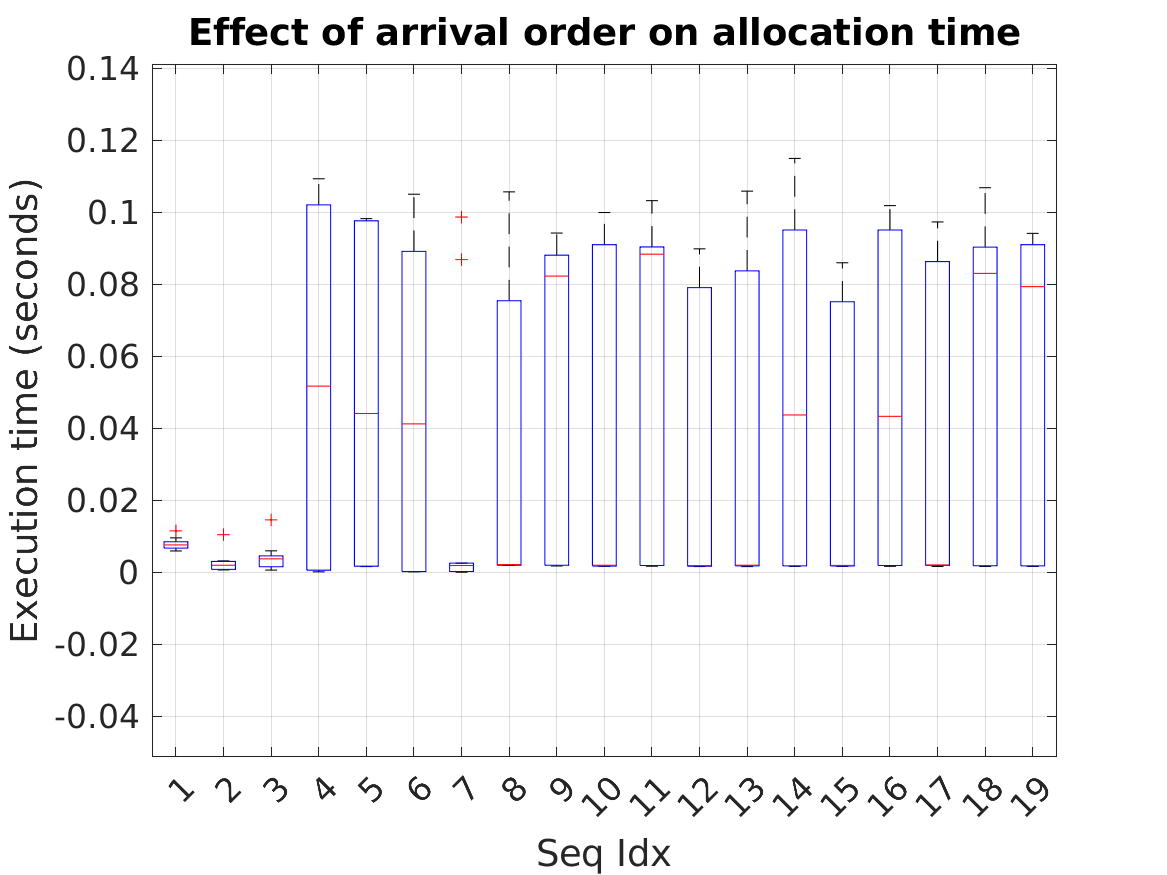 Effect of arrival order on allocation time
0.14
0.12
0.1
0.08
0.06
0.04
0.02
0
-0.02
-0.04
Execution time (seconds)
1 2 3 4 5 6 7 8 9 10 11 12 13 14 15 16 17 18 19
Seq Idx